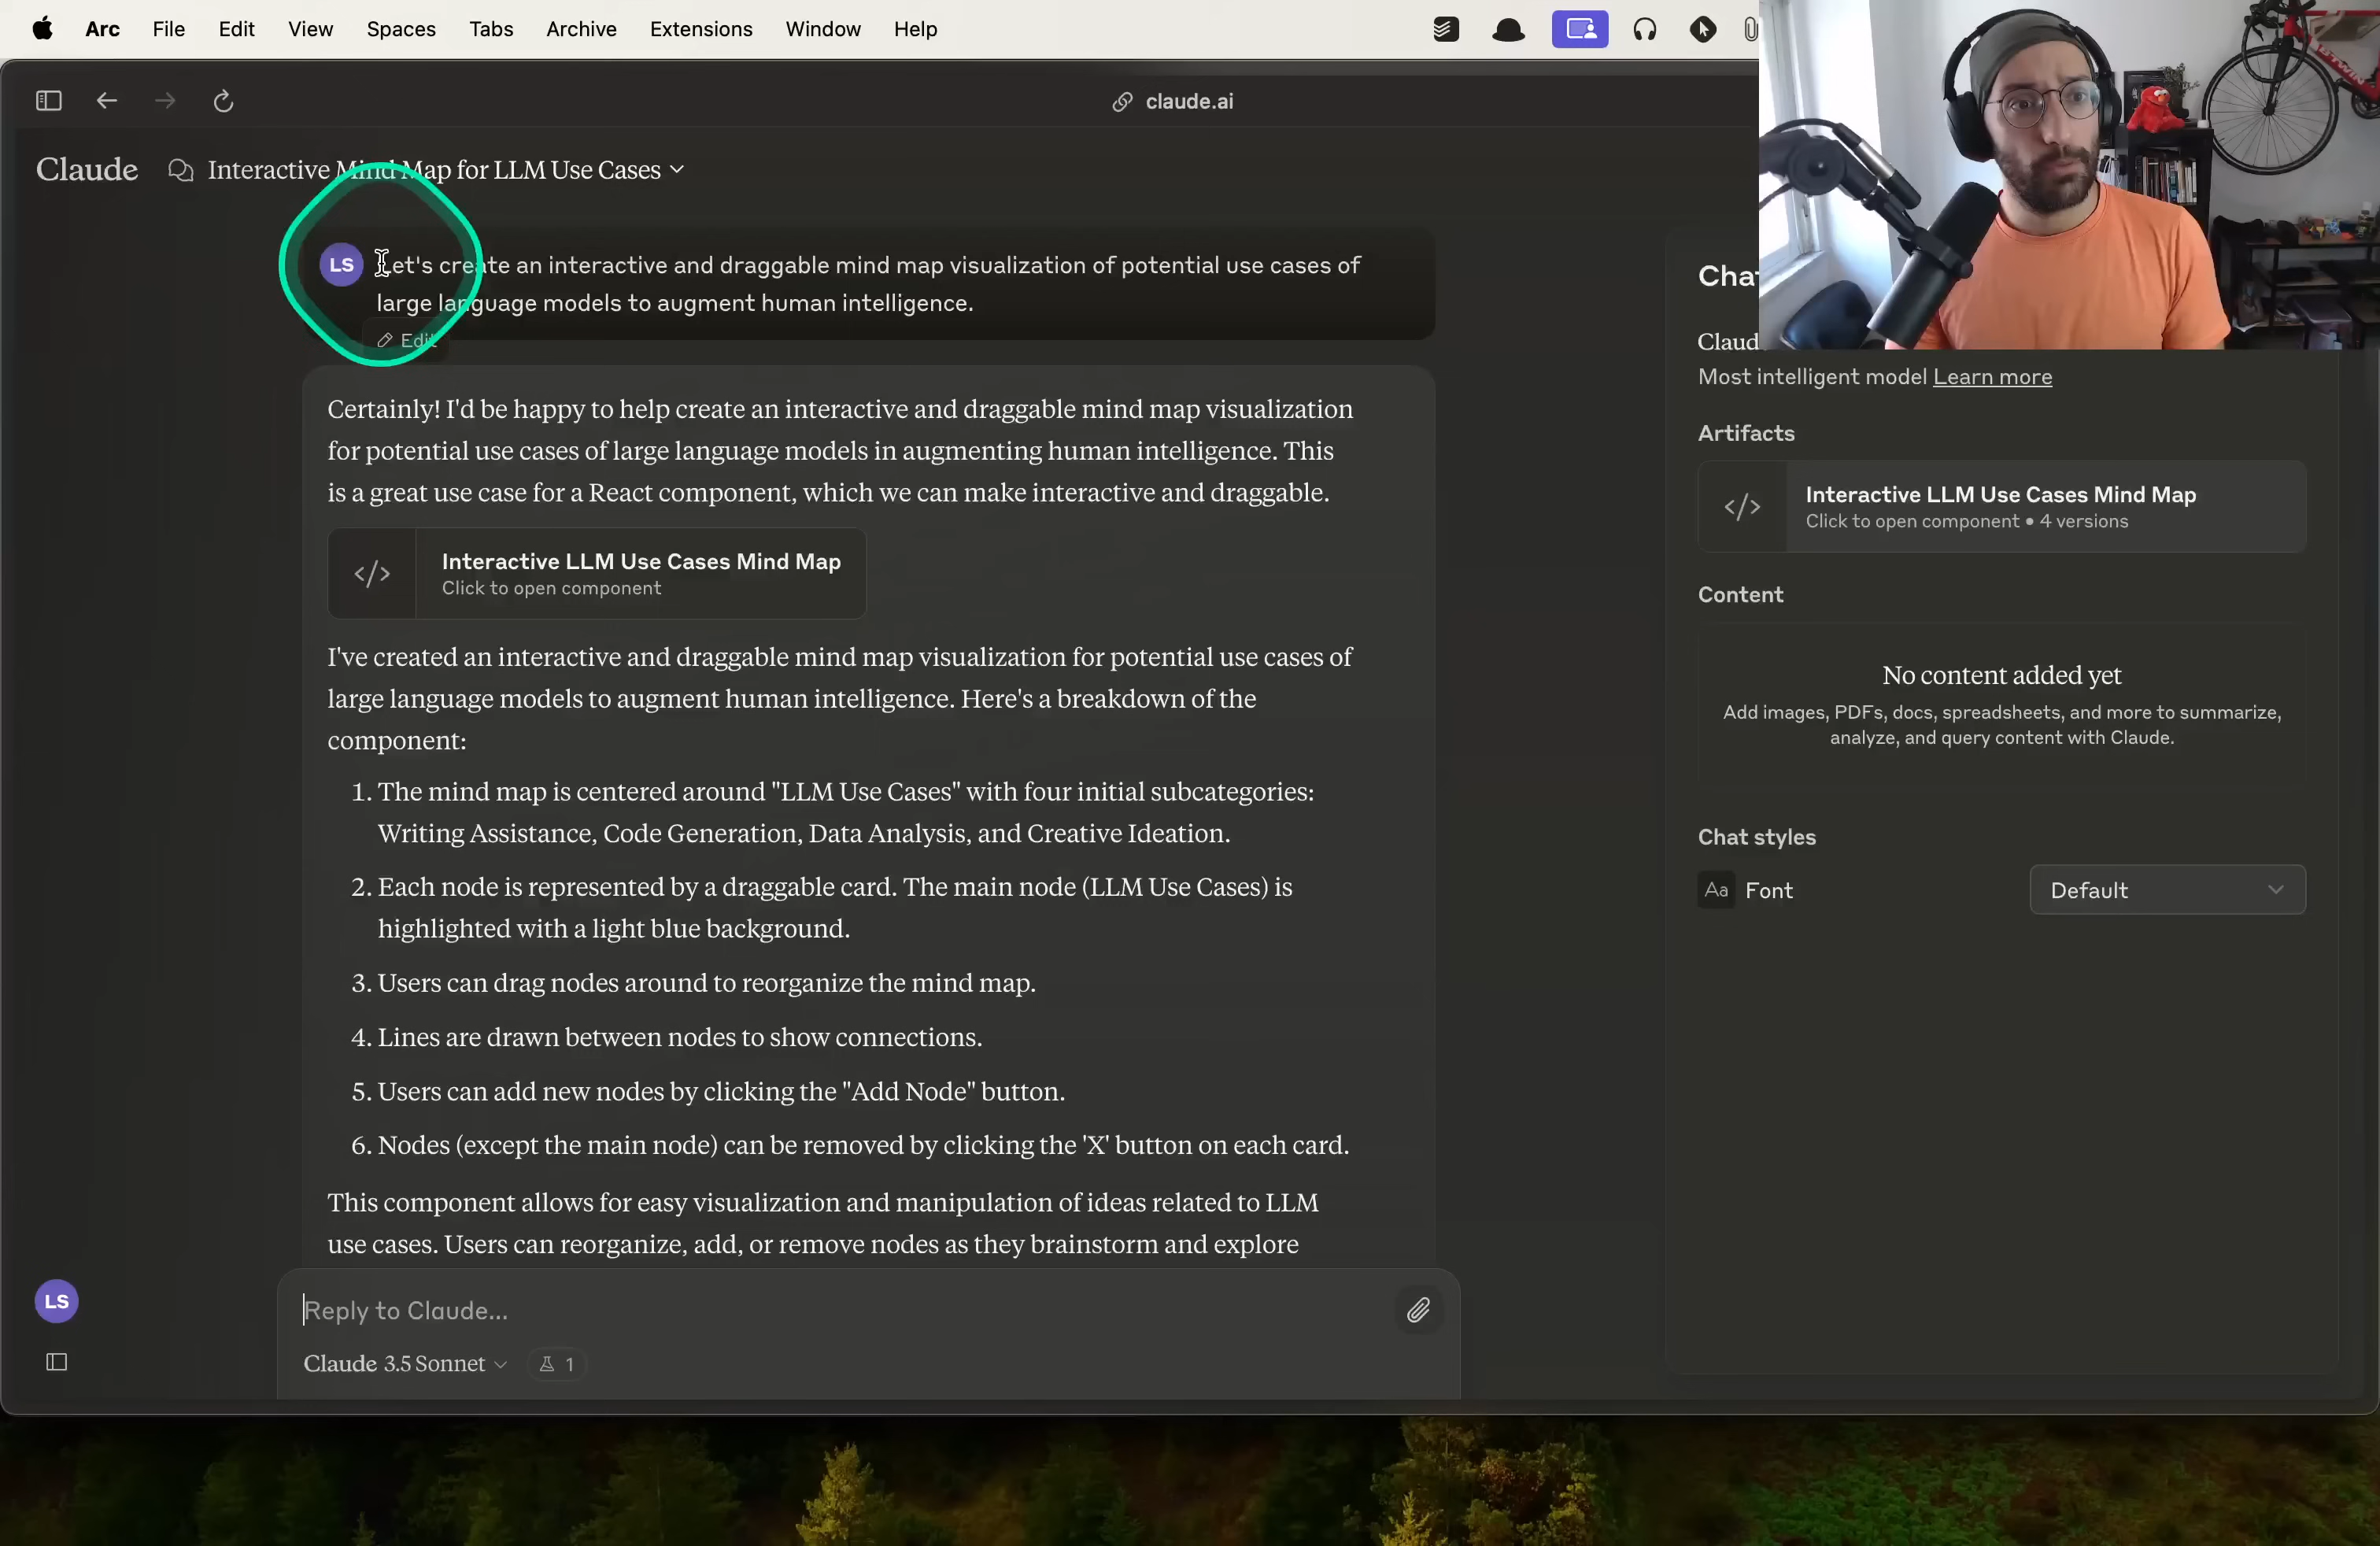 Arc File Edit View Spaces Tabs Archive Extensions Window Help
claude.ai
Claude Interactive Mind Map for LLM Use Cases
LS
Let's create an interactive and draggable mind map visualization of potential use cases of
large language models to augment human intelligence.
Edit
Certainly! I'd be happy to help create an interactive and draggable mind map visualization
for potential use cases of large language models in augmenting human intelligence. This
is a great use case for a React component, which we can make interactive and draggable.
</> Interactive LLM Use Cases Mind Map
Click to open component
I've created an interactive and draggable mind map visualization for potential use cases of
large language models to augment human intelligence. Here's a breakdown of the
component:
1. The mind map is centered around "LLM Use Cases" with four initial subcategories:
Writing Assistance, Code Generation, Data Analysis, and Creative Ideation.
2. Each node is represented by a draggable card. The main node (LLM Use Cases) is
highlighted with a light blue background.
3. Users can drag nodes around to reorganize the mind map.
4. Lines are drawn between nodes to show connections.
5. Users can add new nodes by clicking the "Add Node" button.
6. Nodes (except the main node) can be removed by clicking the 'X' button on each card.
This component allows for easy visualization and manipulation of ideas related to LLM
use cases. Users can reorganize, add, or remove nodes as they brainstorm and explore
LS
Reply to Claude...
Claude 3.5 Sonnet 1
Cha
Claud
Most intelligent model Learn more
Artifacts
</> Interactive LLM Use Cases Mind Map
Click to open component • 4 versions
Content
No content added yet
Add images, PDFs, docs, spreadsheets, and more to summarize,
analyze, and query content with Claude.
Chat styles
Aa Font Default